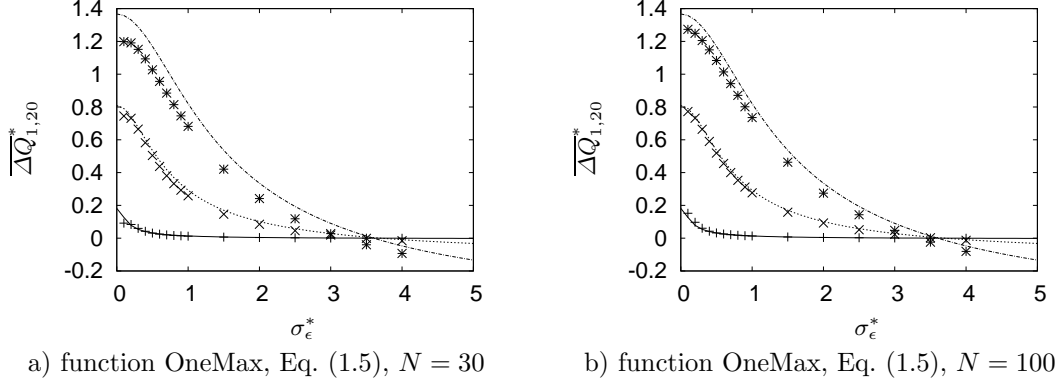 1.4
1.2
1
0.8
0.6
0.4
0.2
0
-0.2
ΔQ*1,20
0 1 2 3 4 5
σ*ϵ
a) function OneMax, Eq. (1.5), N = 30
1.4
1.2
1
0.8
0.6
0.4
0.2
0
-0.2
ΔQ*1,20
0 1 2 3 4 5
σ*ϵ
b) function OneMax, Eq. (1.5), N = 100